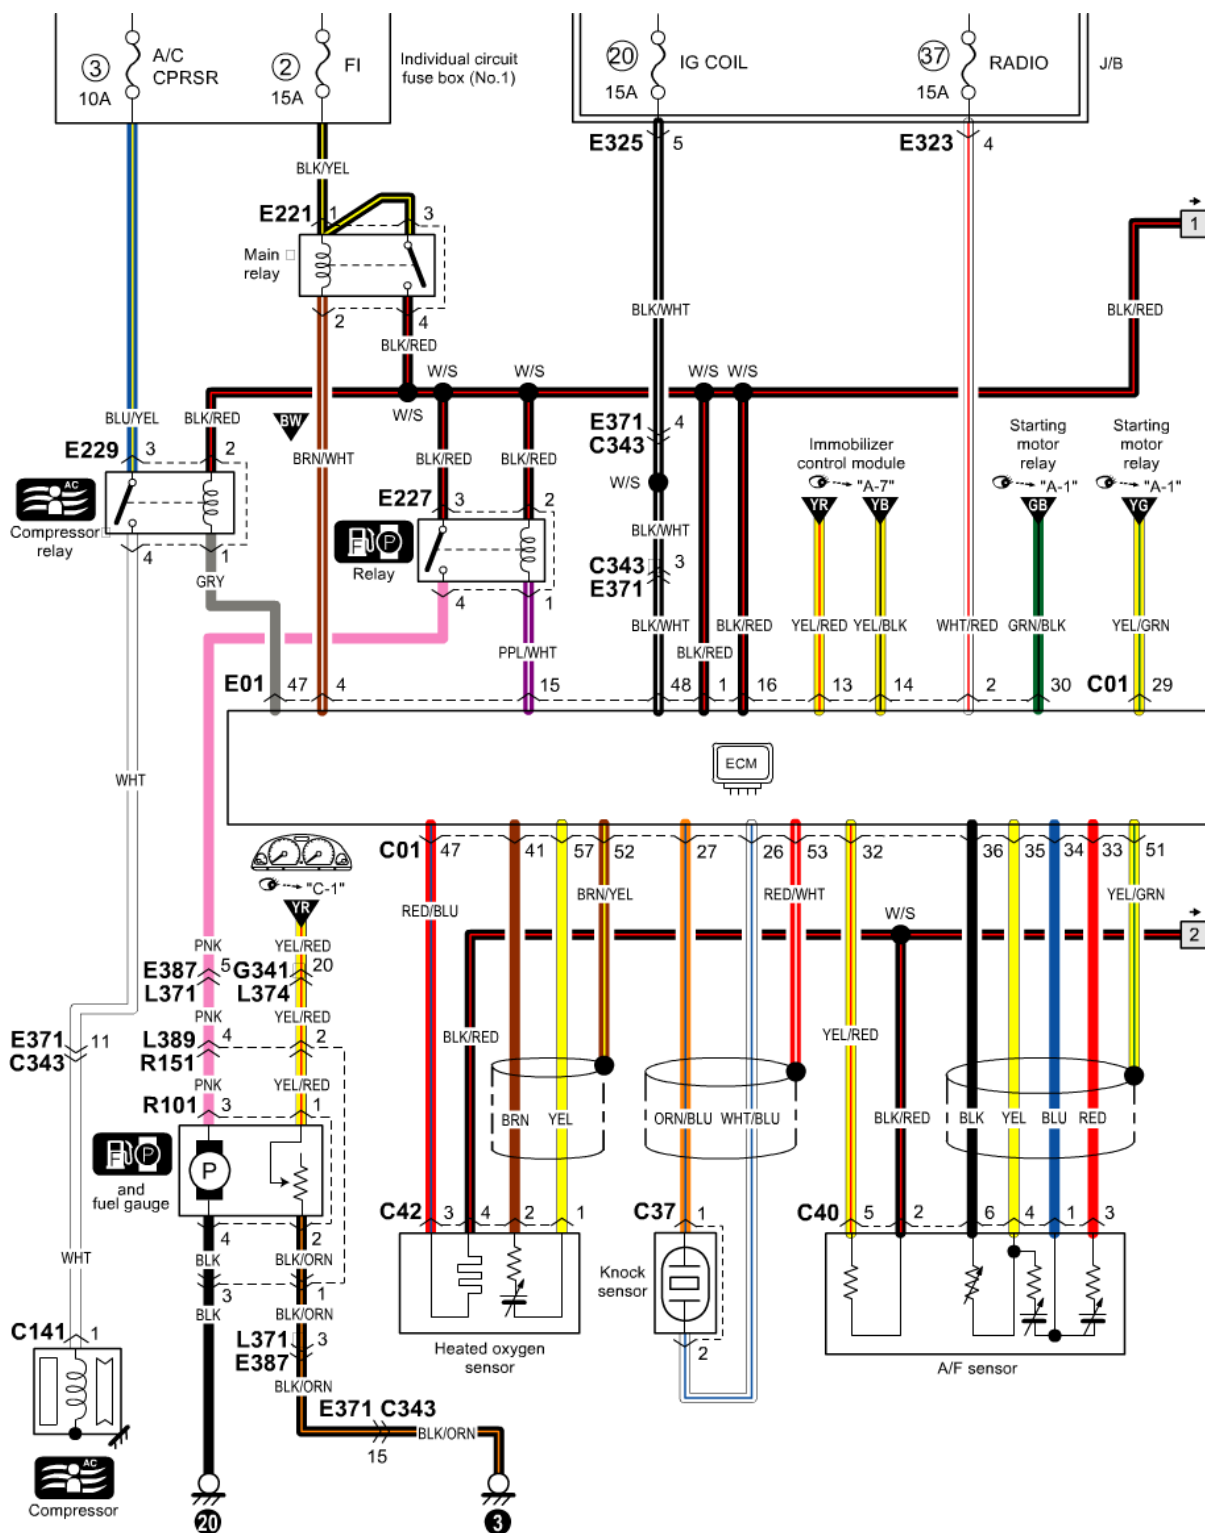 3 A/C CPRSR 10A
2 FI 15A
Individual circuit
fuse box (No.1)
20 IG COIL 15A
37 RADIO 15A
J/B
E325 5
E323 4
BLK/YEL
E221 1 3
1
Main
relay
BLK/WHT
BLK/RED
2 4
BLK/RED
W/S W/S W/S W/S
W/S
BLU/YEL BLK/RED
BW
E371 4
C343
Immobilizer
control module
"A-7"
Starting
motor
relay
"A-1"
Starting
motor
relay
"A-1"
E229 3 2
BRN/WHT
BLK/RED BLK/RED
W/S
YR YB GB YG
AC
Compressor
relay
E227 3 2
F P
Relay
BLK/WHT
4 1
GRY
C343 3
E371
4 1
BLK/WHT
BLK/RED
YEL/RED YEL/BLK WHT/RED GRN/BLK YEL/GRN
PPL/WHT
BLK/RED
E01 47 4 15 48 1 16 13 14 2 30 C01 29
ECM
WHT
C01 47 41 57 52 27 26 53 32 36 35 34 33 51
"C-1"
YR
RED/BLU
BRN/YEL
RED/WHT
YEL/GRN
W/S
2
PNK YEL/RED
E387 5 G341 20
L371 L374
PNK YEL/RED
BLK/RED
YEL/RED
E371 11
C343
L389 4 2
R151
PNK YEL/RED
R101 3 1
BRN YEL
ORN/BLU WHT/BLU
BLK/RED
BLK YEL BLU RED
F P
and
fuel gauge
P
C42 3 4 2 1
C37 1
C40 5 2 6 4 1 3
4 2
BLK BLK/ORN
WHT
3 1
BLK BLK/ORN
Knock
sensor
2
Heated oxygen
sensor
A/F sensor
C141 1
L371 3
E387
BLK/ORN
E371 C343
15
BLK/ORN
AC
Compressor
20
3